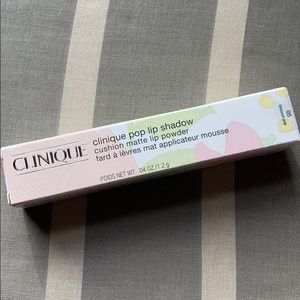 CLINIQUE
clinique pop lip shadow
cushion matte lip powder
fard à lèvres mat applicateur mousse
POIDS NET WT .04 OZ/1.2 g